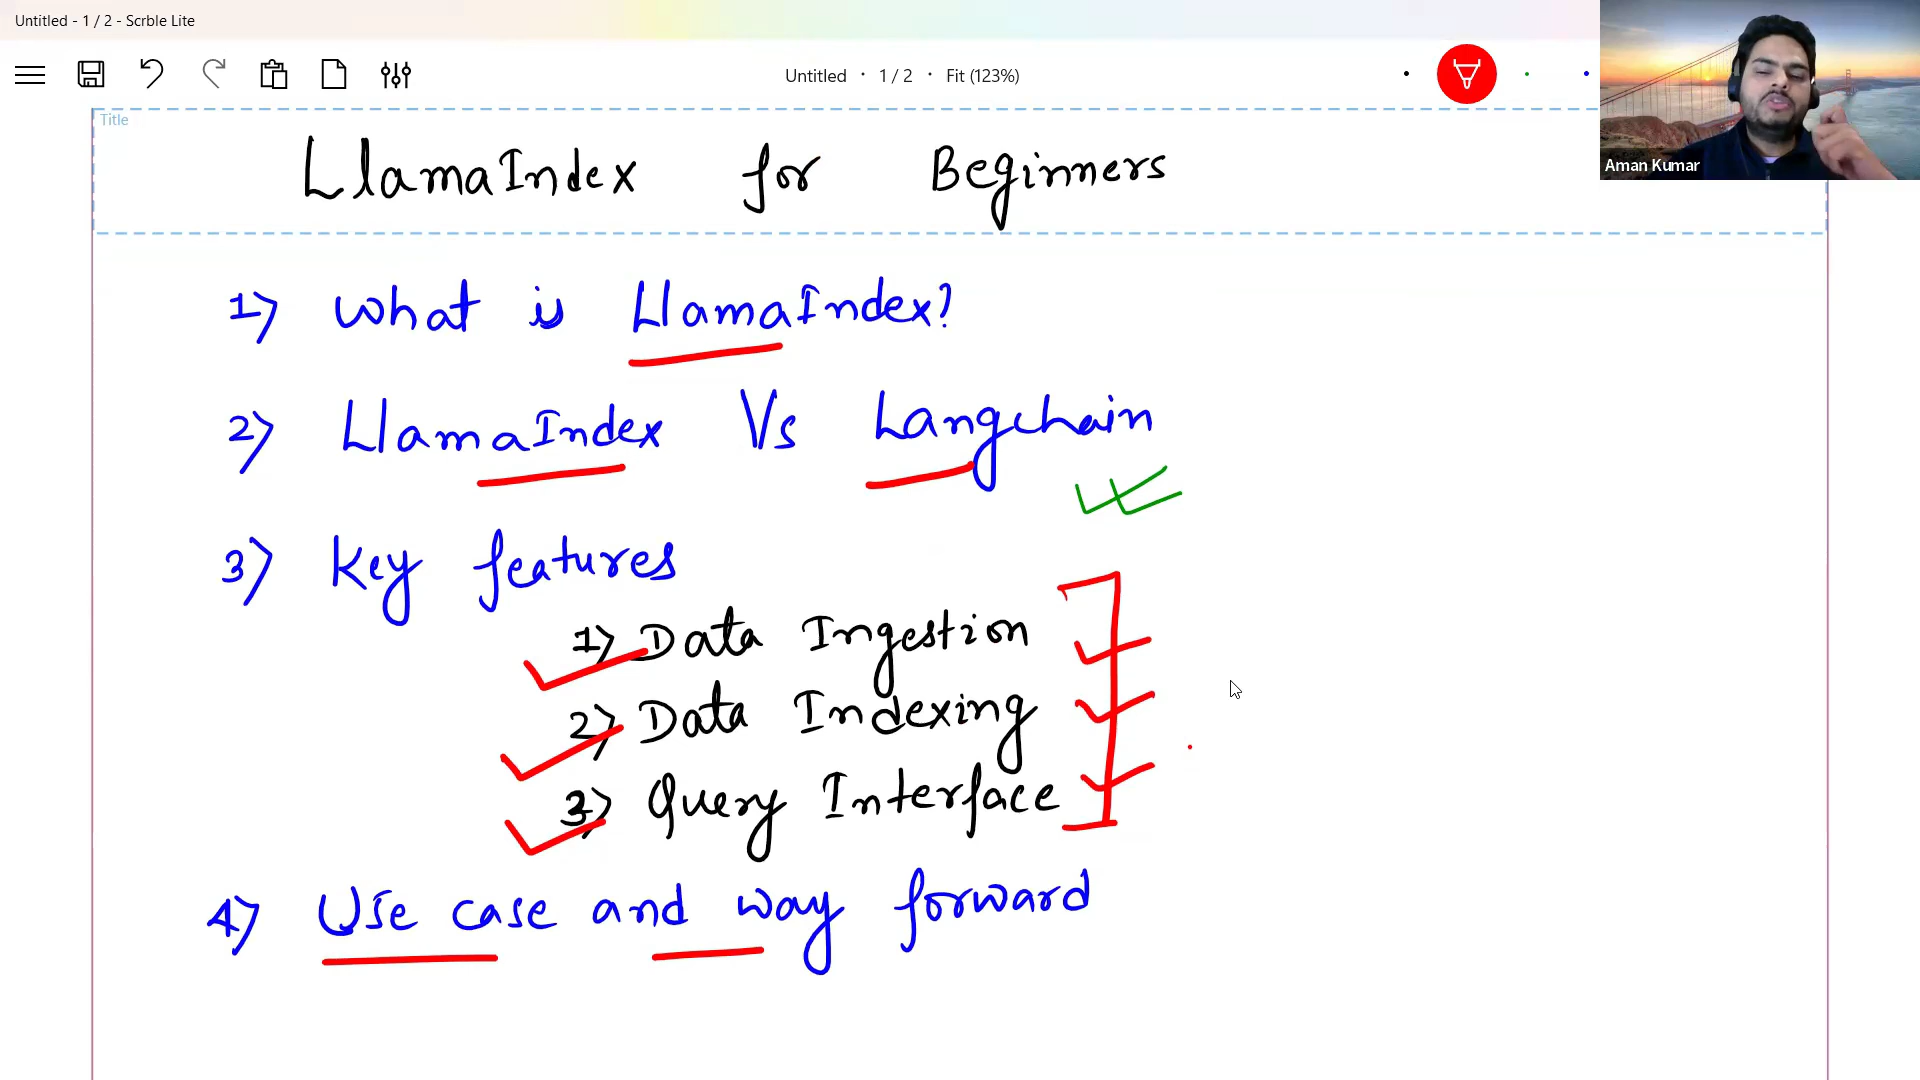 Untitled - 1 / 2 - Scrble Lite
Untitled • 1 / 2 • Fit (123%)
Aman Kumar
Title
LlamaIndex for Beginners
1) What is LlamaIndex?
2) LlamaIndex Vs Langchain
3) Key features
1) Data Ingestion
2) Data Indexing
3) Query Interface
4) Use case and way forward